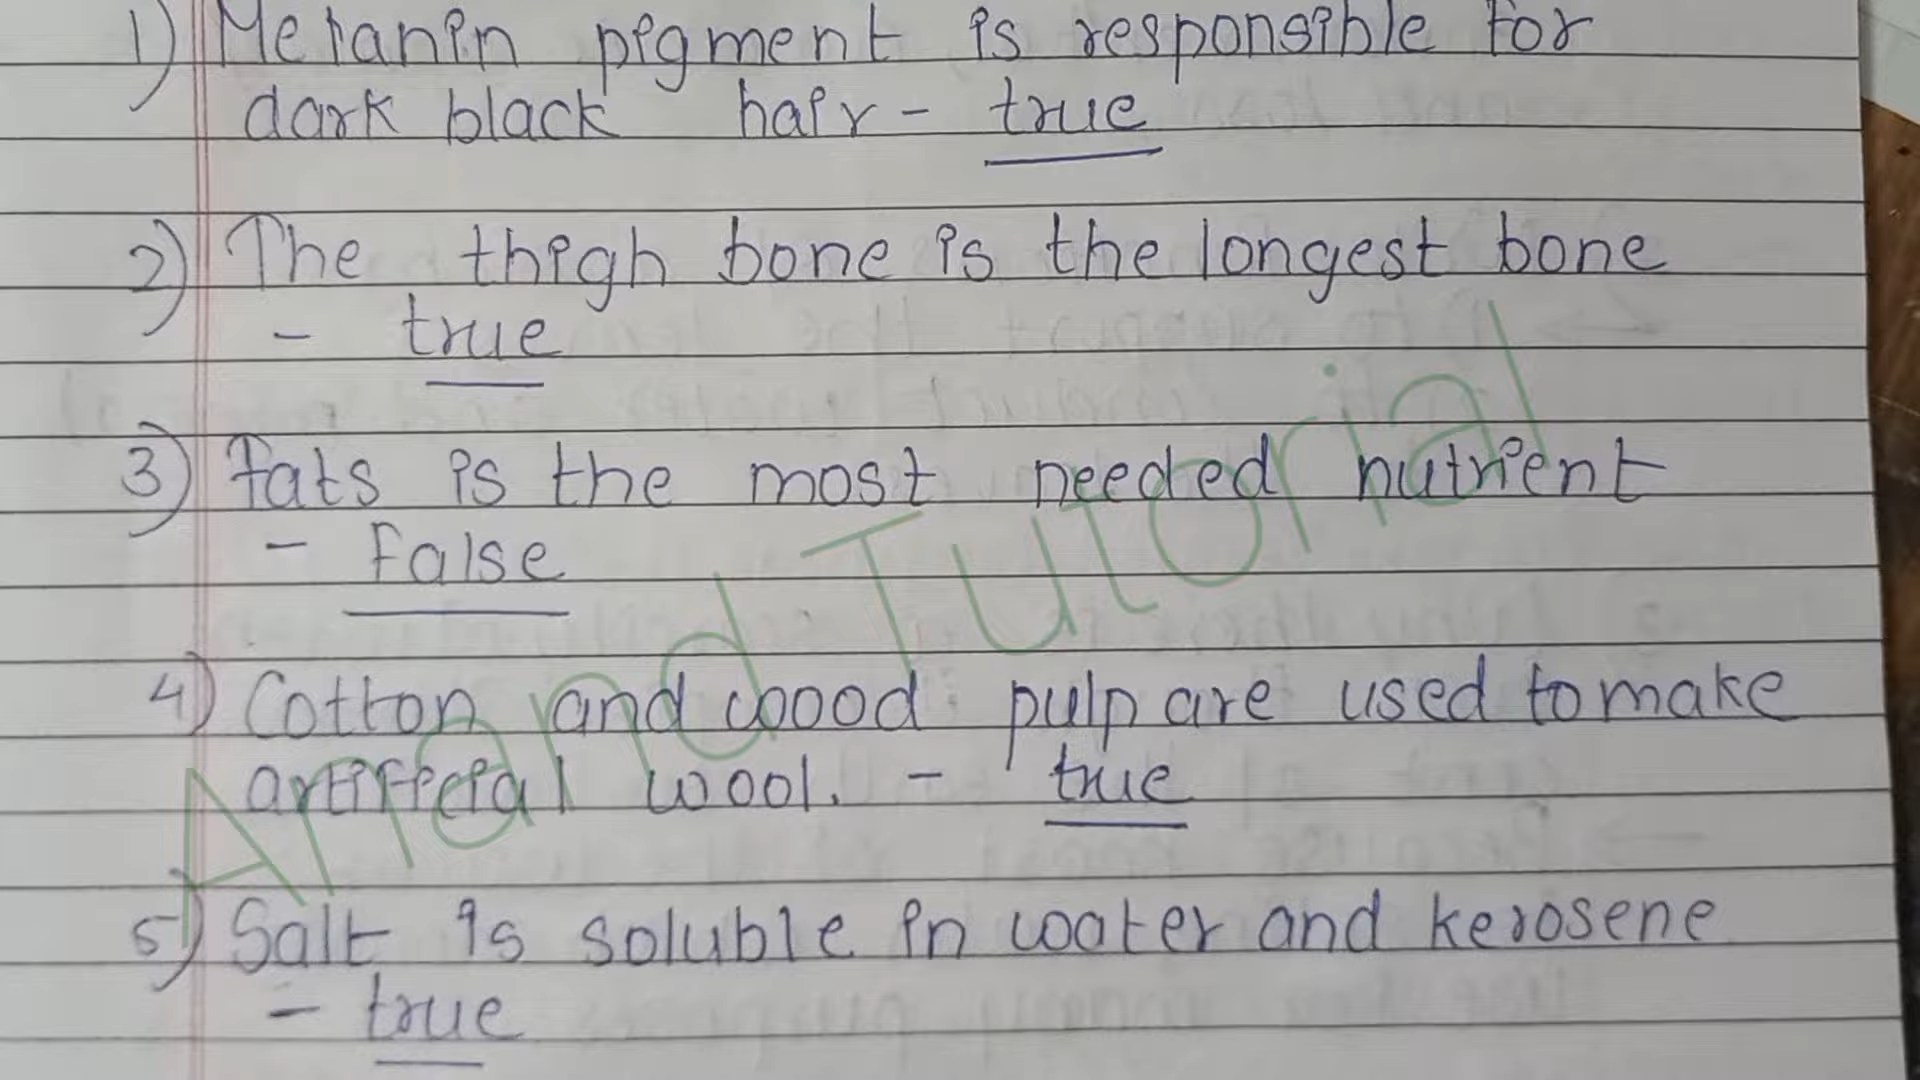 1) Melanin pigment is responsible for
dark black hair - true
2) The thigh bone is the longest bone
- true
3) Fats is the most needed nutrient
- False
4) Cotton and wood pulp are used to make
artificial wool. - true
5) Salt is soluble in water and kerosene
- true
Anand Tutorial